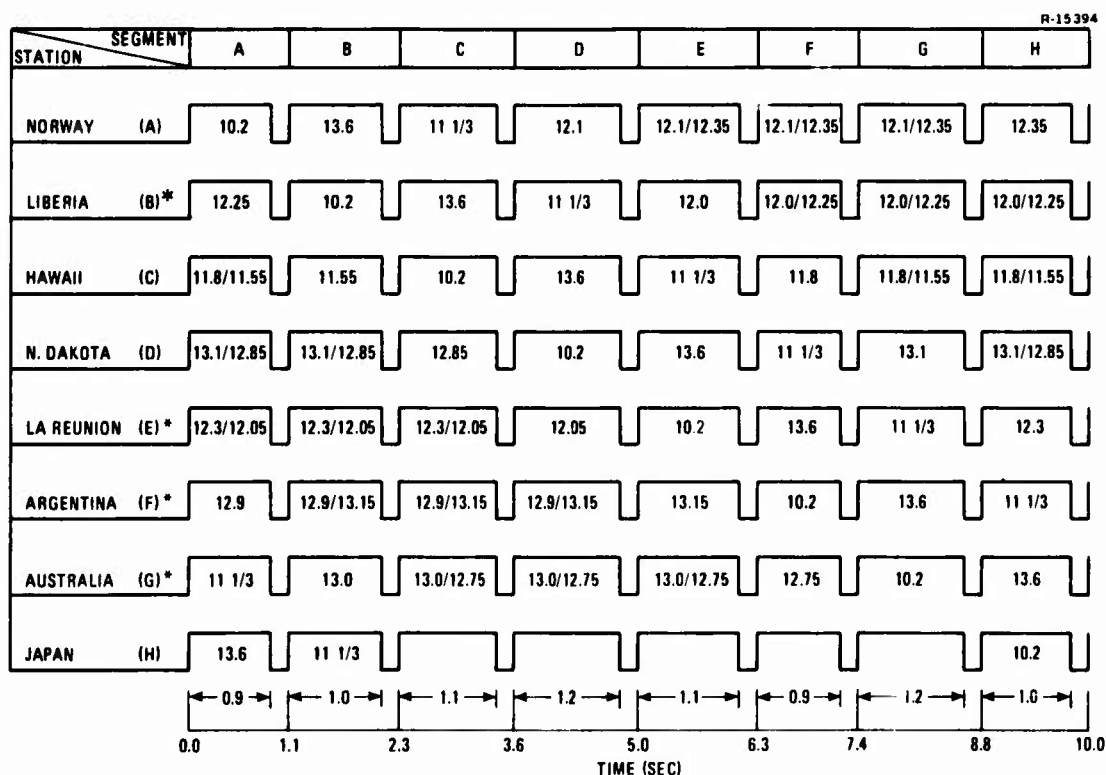 R-15394
SEGMENT
STATION A B C D E F G H
NORWAY (A) 10.2 13.6 11 1/3 12.1 12.1/12.35 12.1/12.35 12.1/12.35 12.35
LIBERIA (B)* 12.25 10.2 13.6 11 1/3 12.0 12.0/12.25 12.0/12.25 12.0/12.25
HAWAII (C) 11.8/11.55 11.55 10.2 13.6 11 1/3 11.8 11.8/11.55 11.8/11.55
N. DAKOTA (D) 13.1/12.85 13.1/12.85 12.85 10.2 13.6 11 1/3 13.1 13.1/12.85
LA REUNION (E)* 12.3/12.05 12.3/12.05 12.3/12.05 12.05 10.2 13.6 11 1/3 12.3
ARGENTINA (F)* 12.9 12.9/13.15 12.9/13.15 12.9/13.15 13.15 10.2 13.6 11 1/3
AUSTRALIA (G)* 11 1/3 13.0 13.0/12.75 13.0/12.75 13.0/12.75 12.75 10.2 13.6
JAPAN (H) 13.6 11 1/3 10.2
0.9 1.0 1.1 1.2 1.1 0.9 1.2 1.0
0.0 1.1 2.3 3.6 5.0 6.3 7.4 8.8 10.0
TIME (SEC)